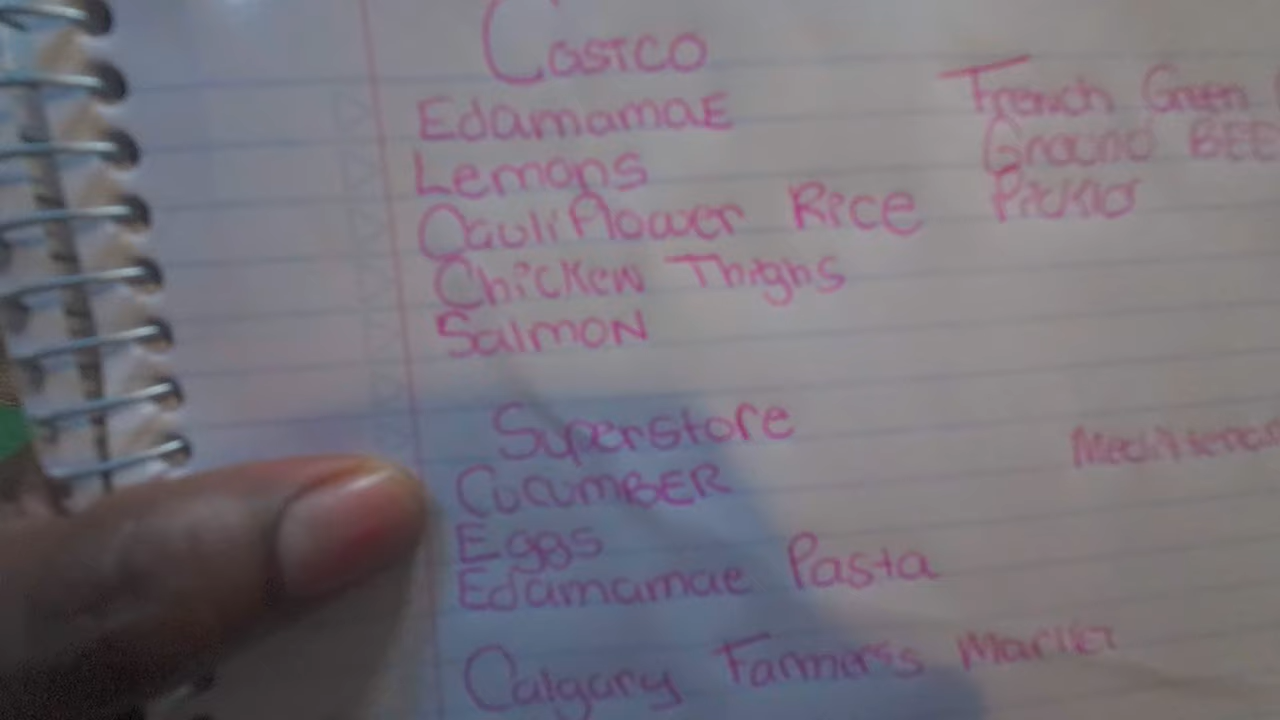 Costco
Edamamae
Lemons
Cauliflower Rice
Chicken Thighs
Salmon
French Green
Ground BEE
Superstore
Cucumber
Eggs
Edamamae Pasta
Calgary Farmers Market